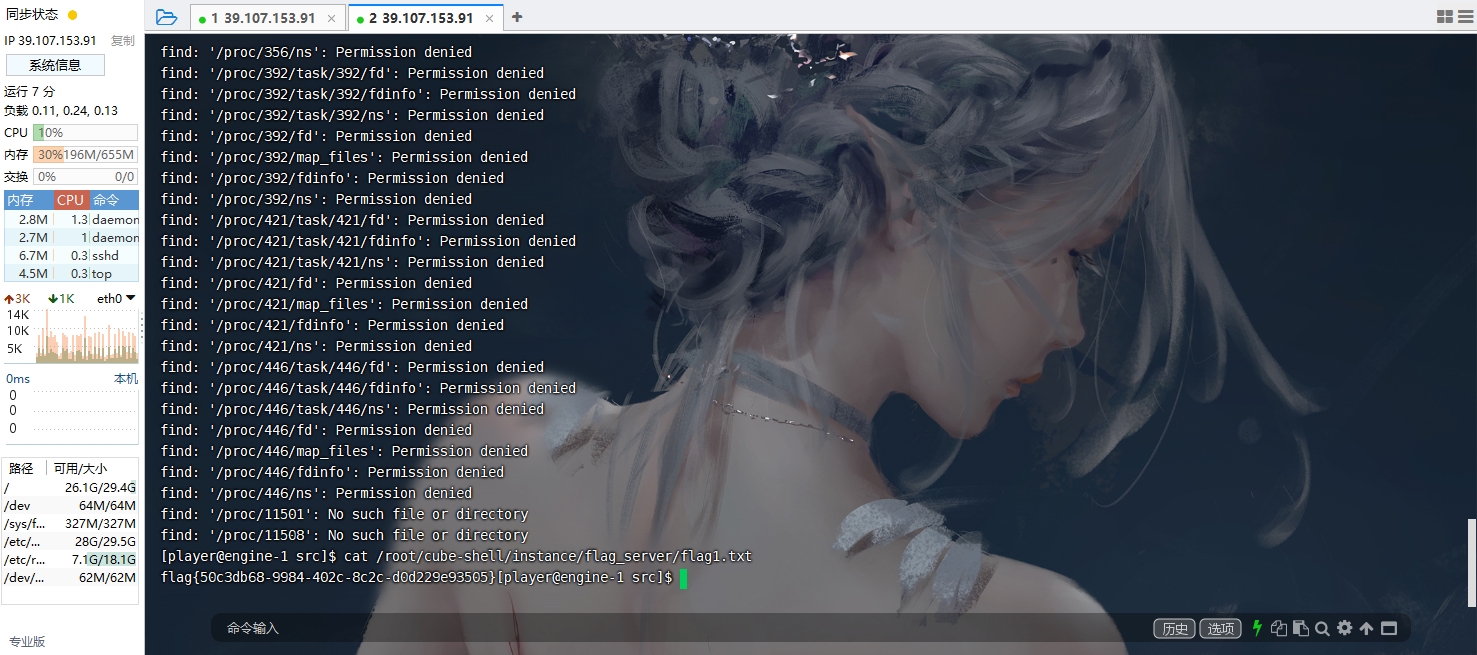 同步状态
IP 39.107.153.91 复制
系统信息
运行 7 分
负载 0.11, 0.24, 0.13
CPU 10%
内存 30% 196M/655M
交换 0% 0/0
内存 CPU 命令
2.8M 1.3 daemon
2.7M 1 daemon
6.7M 0.3 sshd
4.5M 0.3 top
3K 1K eth0
14K
10K
5K
0ms 本机
0
0
0
路径 可用/大小
/ 26.1G/29.4G
/dev 64M/64M
/sys/f... 327M/327M
/etc/... 28G/29.5G
/etc/r... 7.1G/18.1G
/dev/... 62M/62M
专业版
1 39.107.153.91 × 2 39.107.153.91 × +
find: '/proc/356/ns': Permission denied
find: '/proc/392/task/392/fd': Permission denied
find: '/proc/392/task/392/fdinfo': Permission denied
find: '/proc/392/task/392/ns': Permission denied
find: '/proc/392/fd': Permission denied
find: '/proc/392/map_files': Permission denied
find: '/proc/392/fdinfo': Permission denied
find: '/proc/392/ns': Permission denied
find: '/proc/421/task/421/fd': Permission denied
find: '/proc/421/task/421/fdinfo': Permission denied
find: '/proc/421/task/421/ns': Permission denied
find: '/proc/421/fd': Permission denied
find: '/proc/421/map_files': Permission denied
find: '/proc/421/fdinfo': Permission denied
find: '/proc/421/ns': Permission denied
find: '/proc/446/task/446/fd': Permission denied
find: '/proc/446/task/446/fdinfo': Permission denied
find: '/proc/446/task/446/ns': Permission denied
find: '/proc/446/fd': Permission denied
find: '/proc/446/map_files': Permission denied
find: '/proc/446/fdinfo': Permission denied
find: '/proc/446/ns': Permission denied
find: '/proc/11501': No such file or directory
find: '/proc/11508': No such file or directory
[player@engine-1 src]$ cat /root/cube-shell/instance/flag_server/flag1.txt
flag{50c3db68-9984-402c-8c2c-d0d229e93505}[player@engine-1 src]$
命令输入 历史 选项